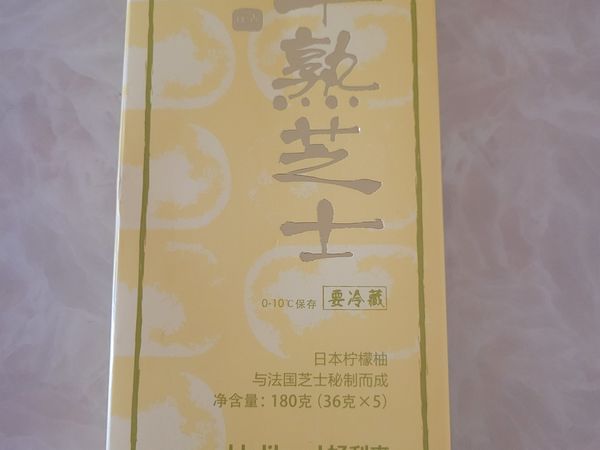 熟芝士
0-10℃保存 要冷藏
日本柠檬柚
与法国芝士秘制而成
净含量：180克（36克×5）